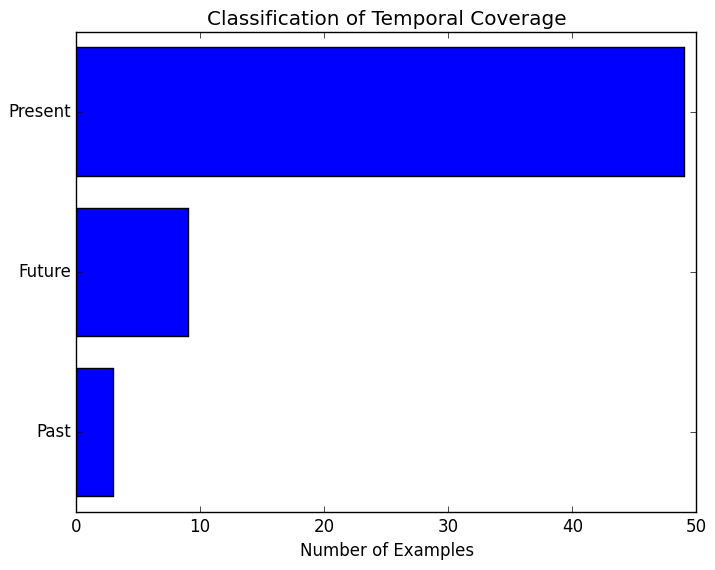 Classification of Temporal Coverage
Present
Future
Past
0 10 20 30 40 50
Number of Examples